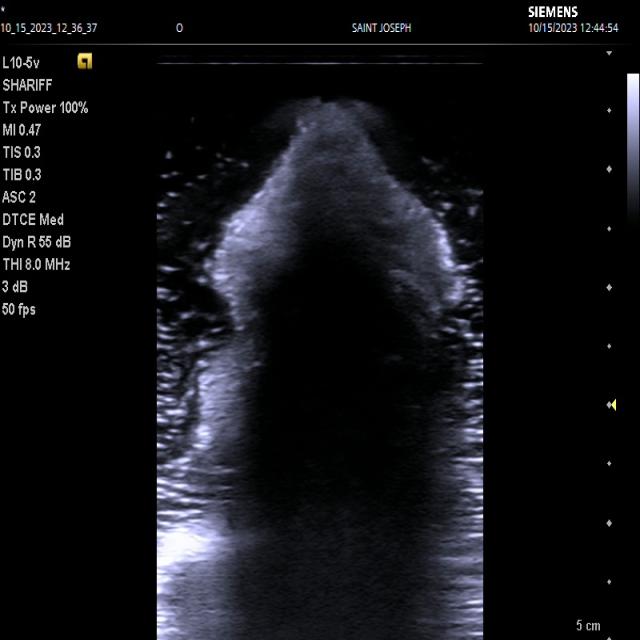 *
SIEMENS
10_15_2023_12_36_37 O SAINT JOSEPH 10/15/2023 12:44:54
L10-5v
SHARIFF
Tx Power 100%
MI 0.47
TIS 0.3
TIB 0.3
ASC 2
DTCE Med
Dyn R 55 dB
THI 8.0 MHz
3 dB
50 fps
5 cm